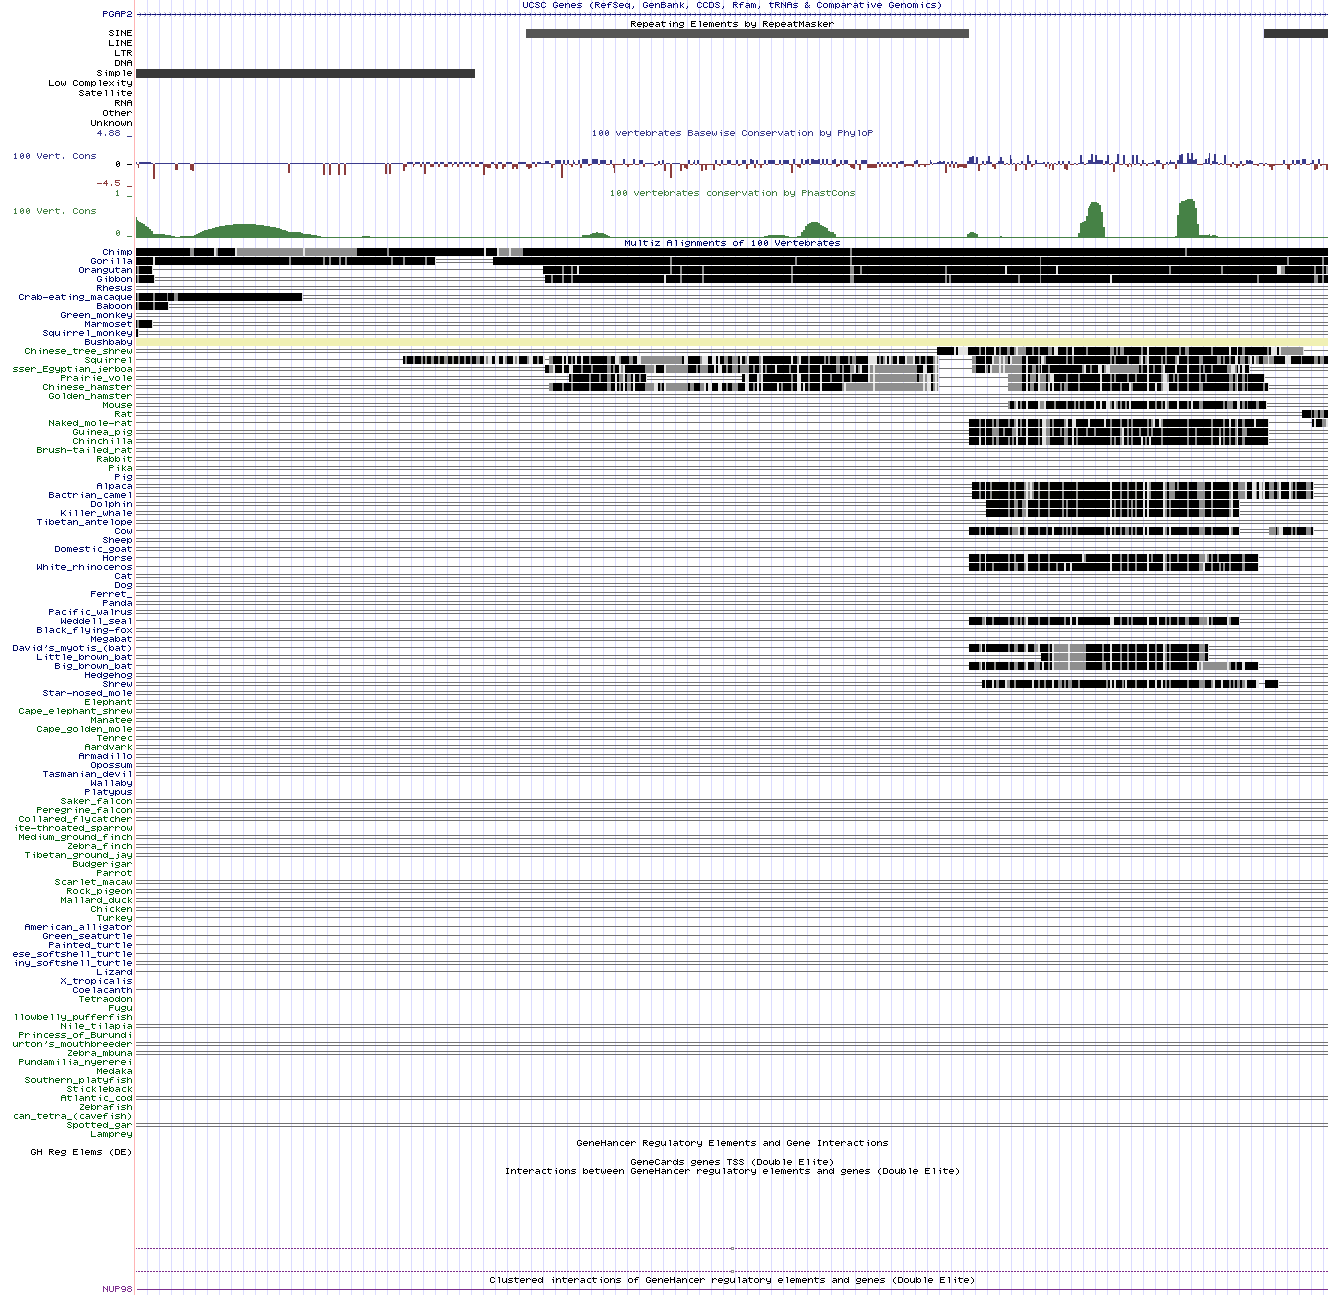 UCSC Genes (RefSeq, GenBank, CCDS, Rfam, tRNAs & Comparative Genomics)
PGAP2
Repeating Elements by RepeatMasker
SINE
LINE
LTR
DNA
Simple
Low Complexity
Satellite
RNA
Other
Unknown
4.88 _
100 vertebrates Basewise Conservation by PhyloP
100 Vert. Cons
0 -
-4.5 _
1 _
100 vertebrates conservation by PhastCons
100 Vert. Cons
0 _
Multiz Alignments of 100 Vertebrates
Chimp
Gorilla
Orangutan
Gibbon
Rhesus
Crab-eating_macaque
Baboon
Green_monkey
Marmoset
Squirrel_monkey
Bushbaby
Chinese_tree_shrew
Squirrel
sser_Egyptian_jerboa
Prairie_vole
Chinese_hamster
Golden_hamster
Mouse
Rat
Naked_mole-rat
Guinea_pig
Chinchilla
Brush-tailed_rat
Rabbit
Pika
Pig
Alpaca
Bactrian_camel
Dolphin
Killer_whale
Tibetan_antelope
Cow
Sheep
Domestic_goat
Horse
White_rhinoceros
Cat
Dog
Ferret_
Panda
Pacific_walrus
Weddell_seal
Black_flying-fox
Megabat
David's_myotis_(bat)
Little_brown_bat
Big_brown_bat
Hedgehog
Shrew
Star-nosed_mole
Elephant
Cape_elephant_shrew
Manatee
Cape_golden_mole
Tenrec
Aardvark
Armadillo
Opossum
Tasmanian_devil
Wallaby
Platypus
Saker_falcon
Peregrine_falcon
Collared_flycatcher
ite-throated_sparrow
Medium_ground_finch
Zebra_finch
Tibetan_ground_jay
Budgerigar
Parrot
Scarlet_macaw
Rock_pigeon
Mallard_duck
Chicken
Turkey
American_alligator
Green_seaturtle
Painted_turtle
ese_softshell_turtle
iny_softshell_turtle
Lizard
X_tropicalis
Coelacanth
Tetraodon
Fugu
llowbelly_pufferfish
Nile_tilapia
Princess_of_Burundi
urton's_mouthbreeder
Zebra_mbuna
Pundamilia_nyererei
Medaka
Southern_platyfish
Stickleback
Atlantic_cod
Zebrafish
can_tetra_(cavefish)
Spotted_gar
Lamprey
GeneHancer Regulatory Elements and Gene Interactions
GH Reg Elems (DE)
GeneCards genes TSS (Double Elite)
Interactions between GeneHancer regulatory elements and genes (Double Elite)
Clustered interactions of GeneHancer regulatory elements and genes (Double Elite)
NUP98